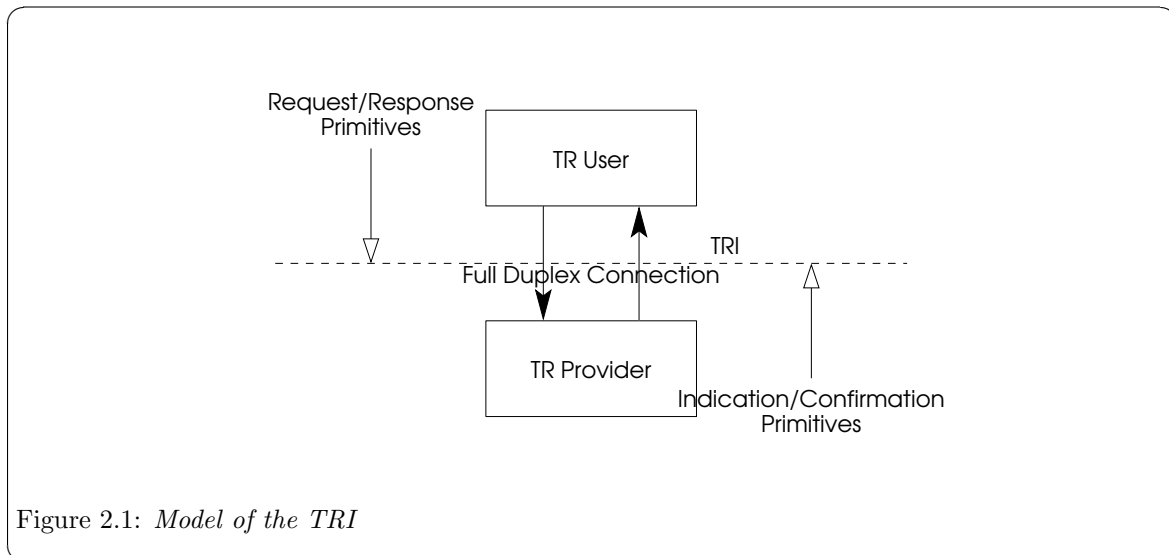 Request/Response
Primitives
TR User
TRI
Full Duplex Connection
TR Provider
Indication/Confirmation
Primitives
Figure 2.1: Model of the TRI